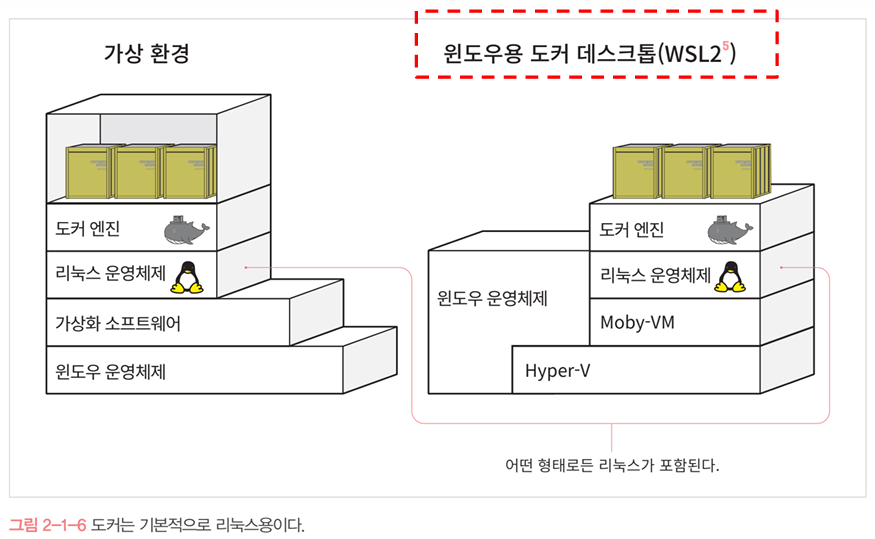 가상 환경
윈도우용 도커 데스크톱(WSL2⁵)
도커 엔진
리눅스 운영체제
가상화 소프트웨어
윈도우 운영체제
도커 엔진
리눅스 운영체제
윈도우 운영체제
Moby-VM
Hyper-V
어떤 형태로든 리눅스가 포함된다.
그림 2-1-6 도커는 기본적으로 리눅스용이다.